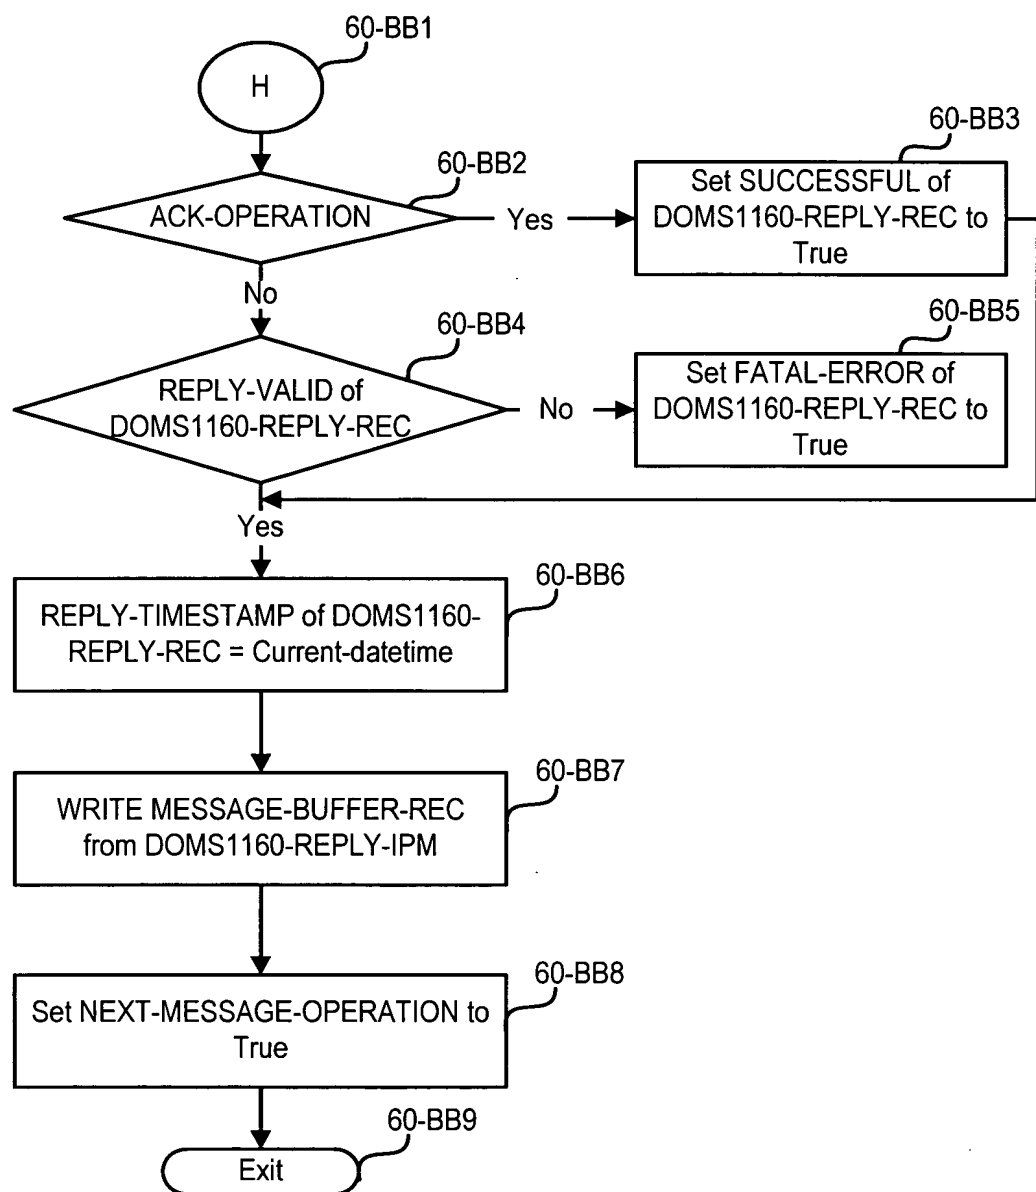 60-BB1
H
60-BB2
ACK-OPERATION
Yes
60-BB3
Set SUCCESSFUL of
DOMS1160-REPLY-REC to
True
No
60-BB4
REPLY-VALID of
DOMS1160-REPLY-REC
No
60-BB5
Set FATAL-ERROR of
DOMS1160-REPLY-REC to
True
Yes
60-BB6
REPLY-TIMESTAMP of DOMS1160-
REPLY-REC = Current-datetime
60-BB7
WRITE MESSAGE-BUFFER-REC
from DOMS1160-REPLY-IPM
60-BB8
Set NEXT-MESSAGE-OPERATION to
True
60-BB9
Exit